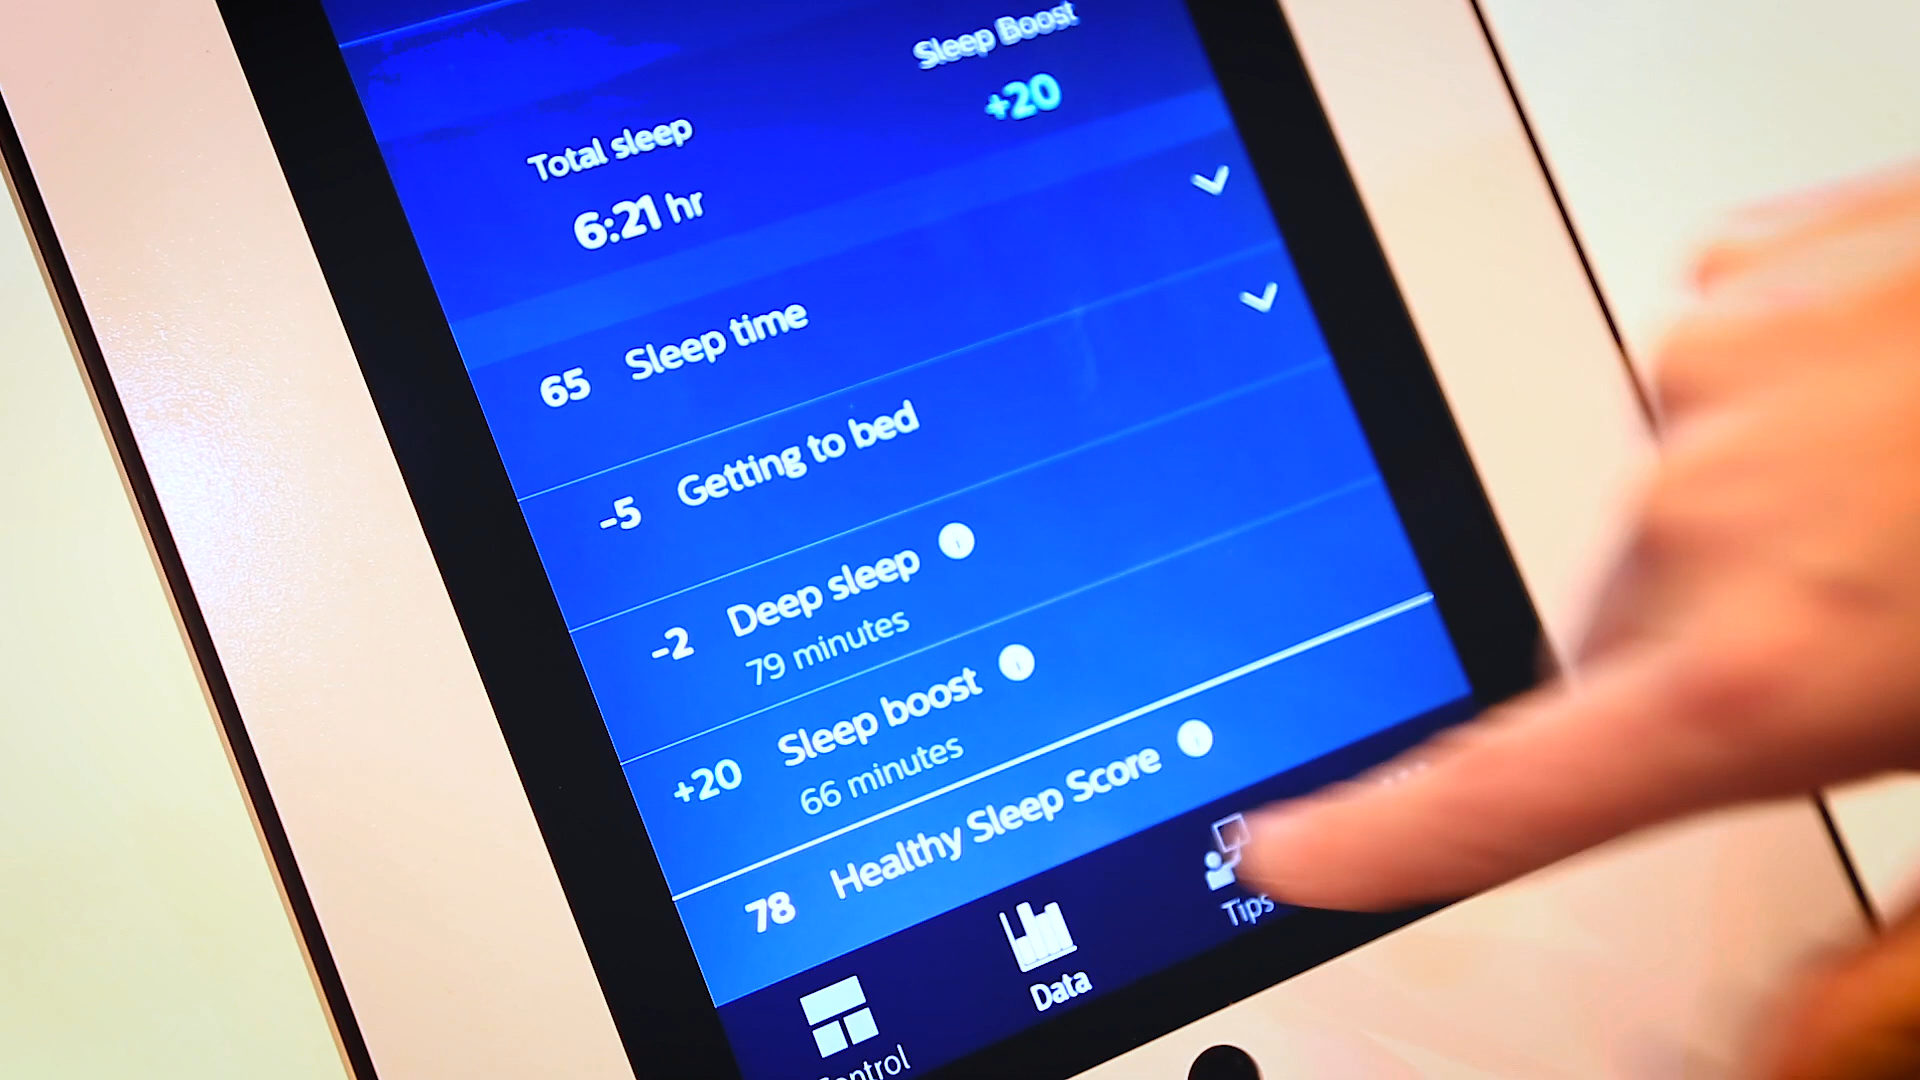 Sleep Boost
+20
Total sleep
6:21 hr
65 Sleep time
-5 Getting to bed
-2 Deep sleep
79 minutes
+20 Sleep boost
66 minutes
78 Healthy Sleep Score
Control
Data
Tips